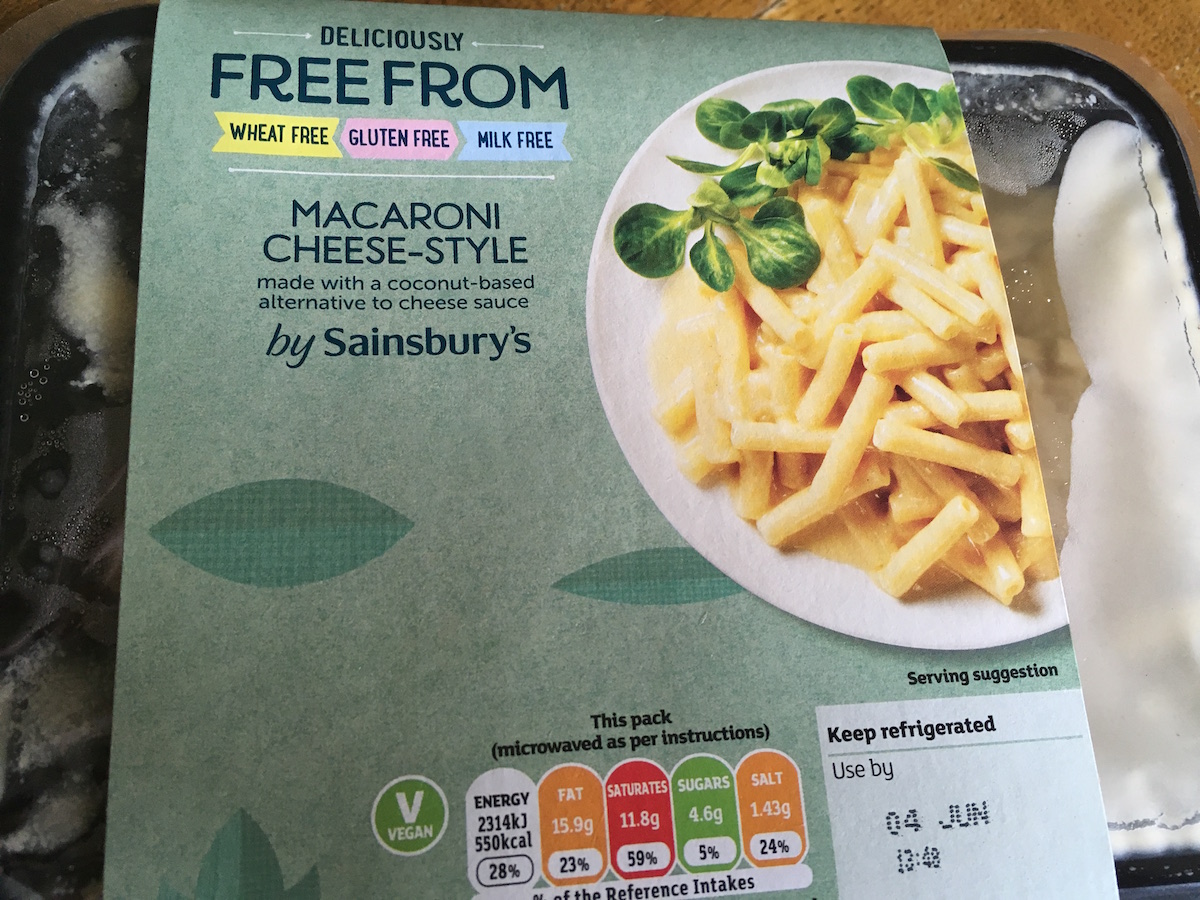 DELICIOUSLY
FREE FROM
WHEAT FREE GLUTEN FREE MILK FREE
MACARONI
CHEESE-STYLE
made with a coconut-based
alternative to cheese sauce
by Sainsbury's
Serving suggestion
This pack
(microwaved as per instructions)
V
VEGAN
ENERGY
2314kJ
550kcal
28%
FAT
15.9g
23%
SATURATES
11.8g
59%
SUGARS
4.6g
5%
SALT
1.43g
24%
% of the Reference Intakes
Keep refrigerated
Use by
04 JUN